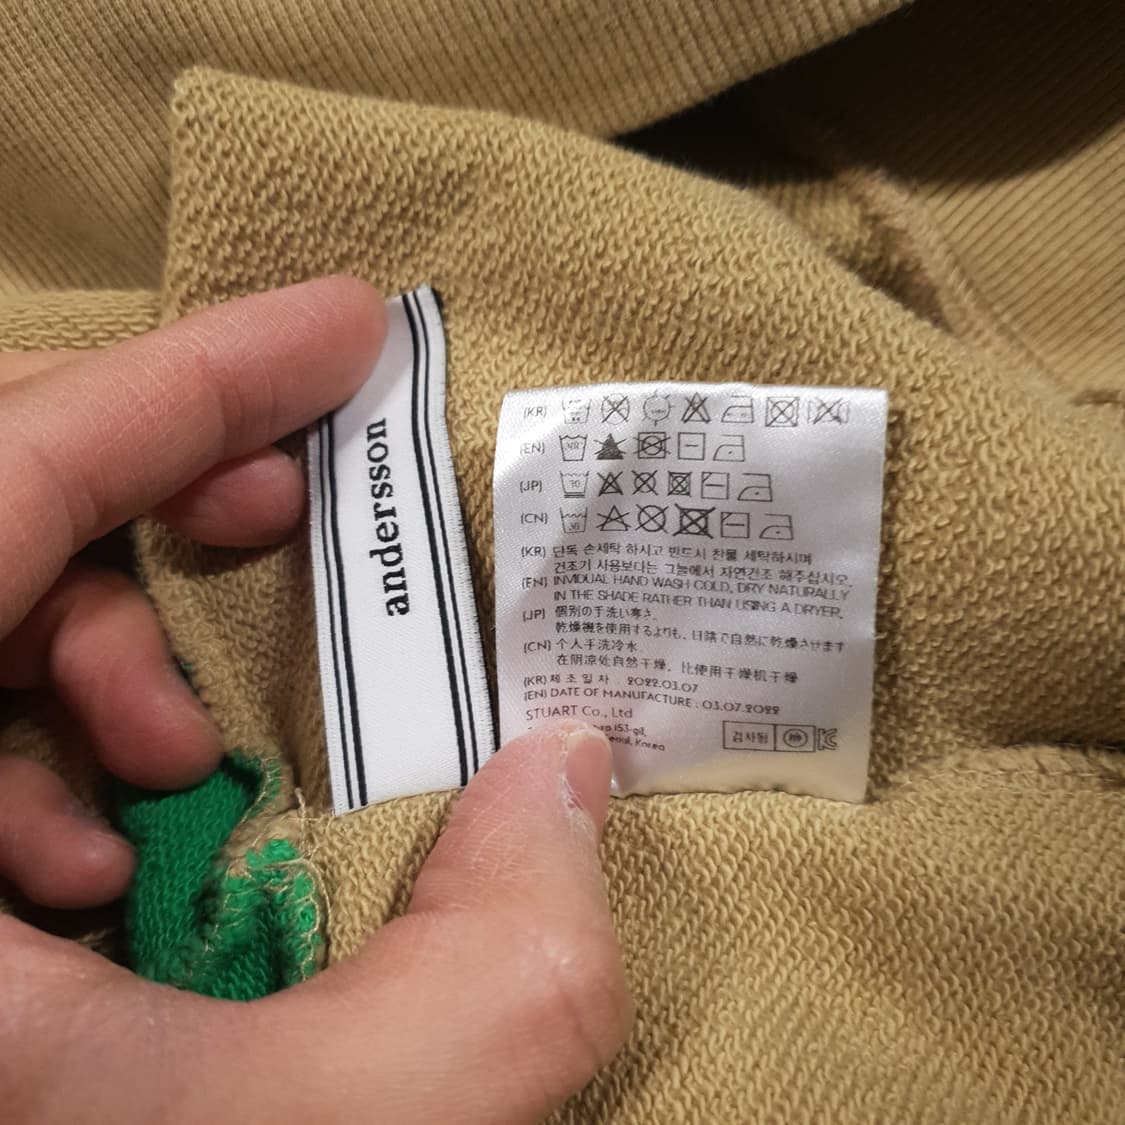 andersson
(KR)
(EN)
(JP)
30
(CN)
30
(KR) 단독 손세탁 하시고 반드시 찬물 세탁하시며
건조기 사용보다는 그늘에서 자연건조 해주십시오.
(EN) INVIDUAL HAND WASH COLD, DRY NATURALLY
IN THE SHADE RATHER THAN USING A DRYER.
(JP) 個別の手洗い寒さ.
乾燥機を使用するよりも、日陰で自然に乾燥させます
(CN) 个人手洗冷水.
在阴凉处自然干燥，比使用干燥机干燥
(KR) 제 조 일 자 : 2022.03.07
(EN) DATE OF MANUFACTURE : 03.07.2022
STUART Co., Ltd
153-gil,
Seoul, Korea
검사필